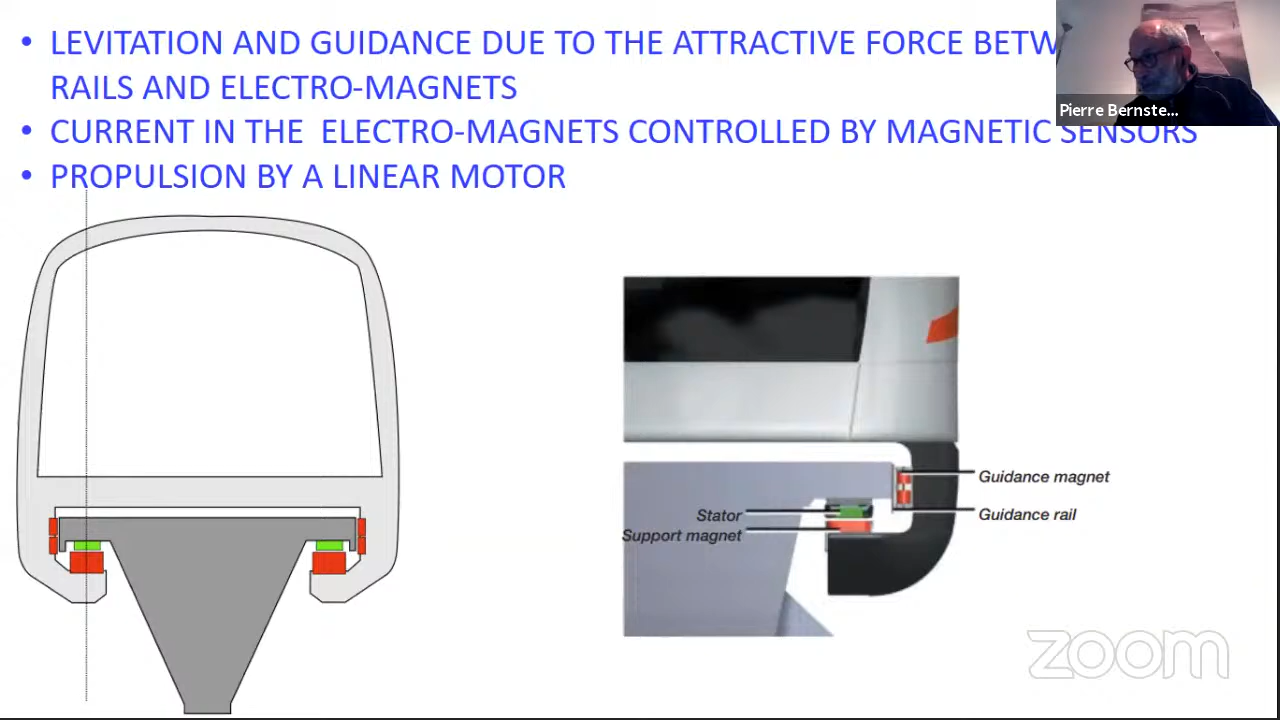 • LEVITATION AND GUIDANCE DUE TO THE ATTRACTIVE FORCE
RAILS AND ELECTRO-MAGNETS
• CURRENT IN THE ELECTRO-MAGNETS CONTROLLED BY MAGNETIC SENSORS
• PROPULSION BY A LINEAR MOTOR
Pierre Bernste...
Guidance magnet
Stator
Guidance rail
Support magnet
zoom